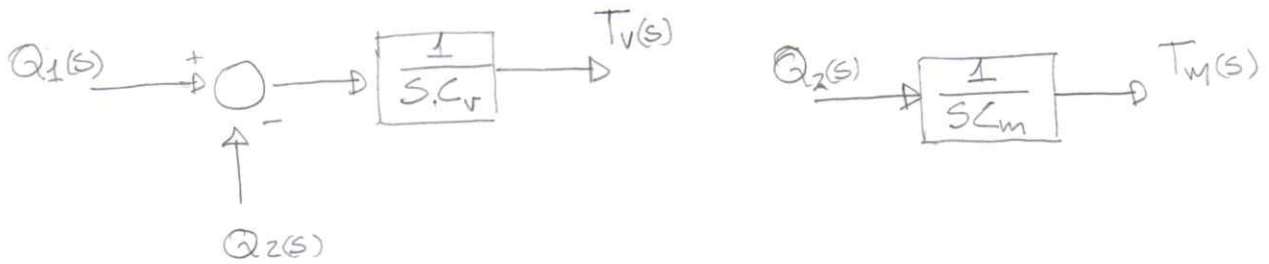 Q1(s) + - Q2(s)
1
S.Cv
Tv(s)
Q2(s)
1
SCm
Tm(s)